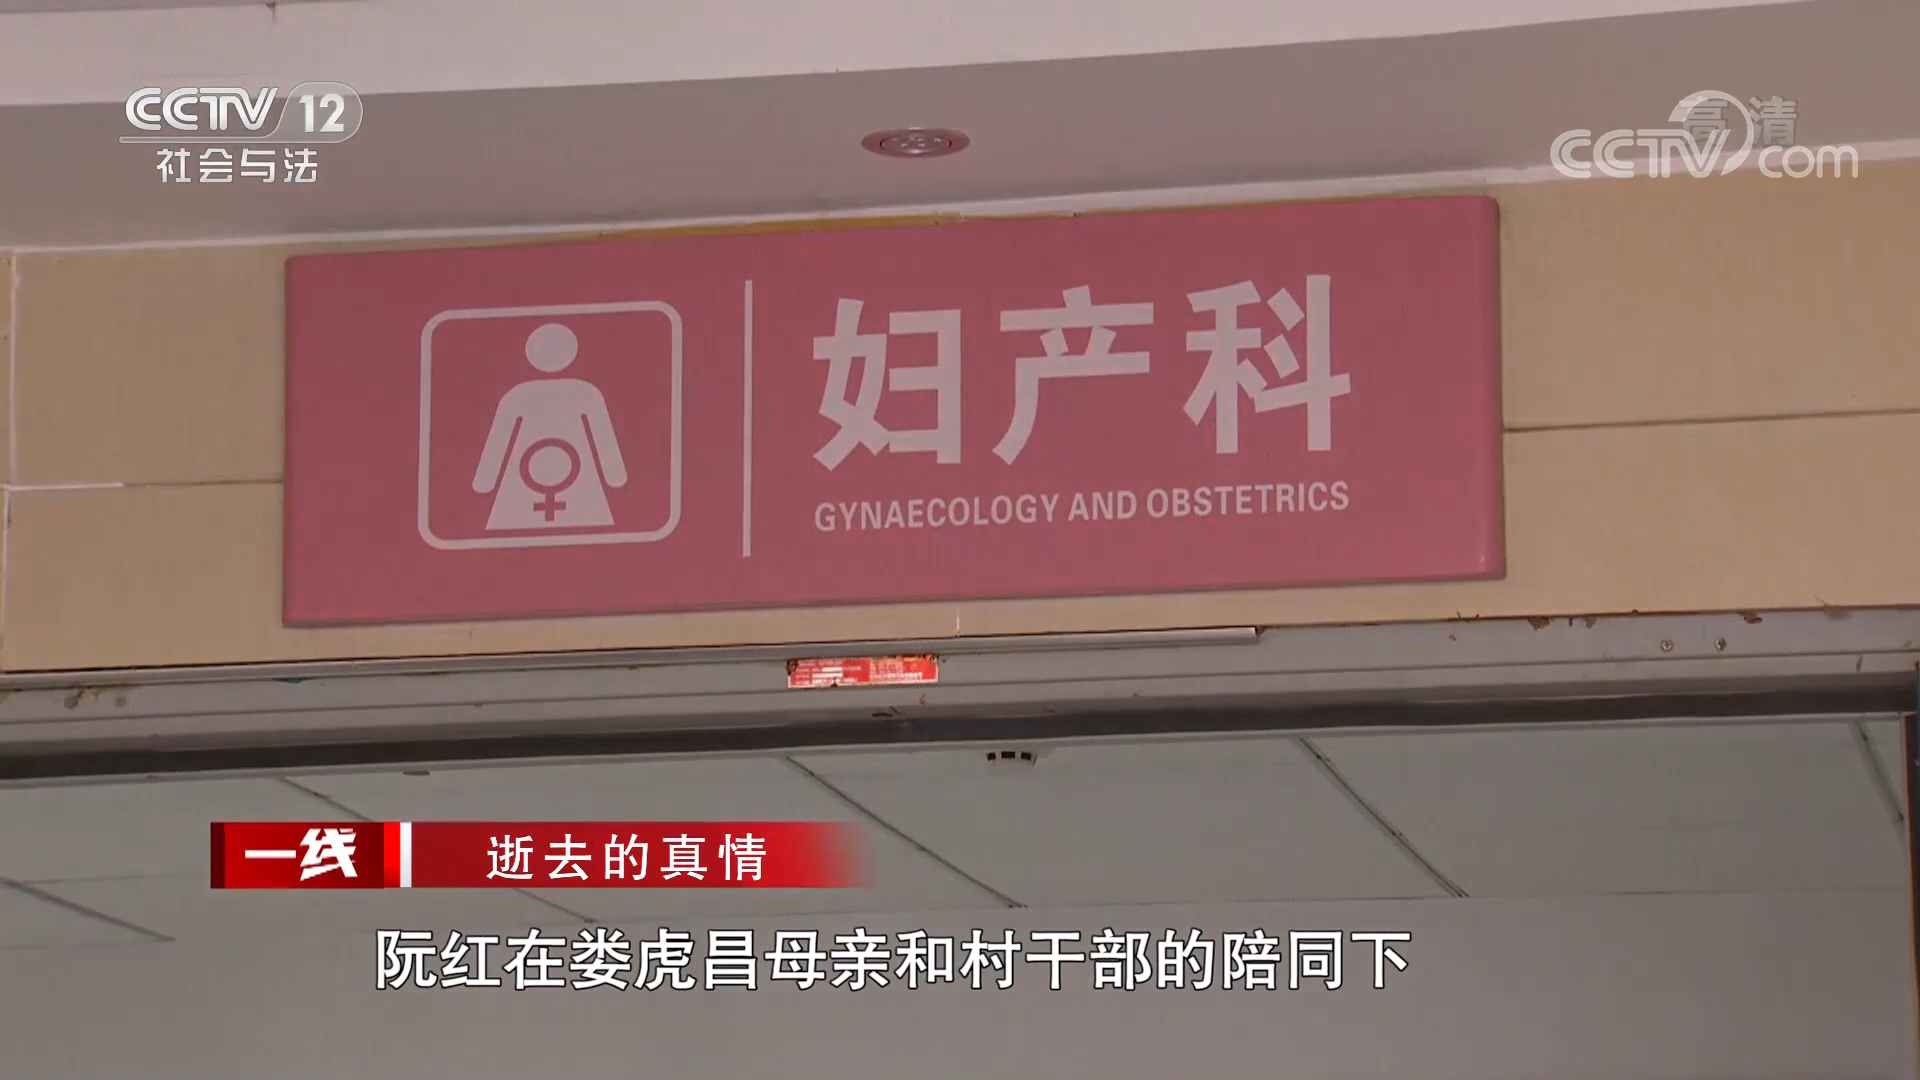 CCTV 12
社会与法
高清
CCTV.com
妇产科
GYNAECOLOGY AND OBSTETRICS
一线 逝去的真情
阮红在娄虎昌母亲和村干部的陪同下